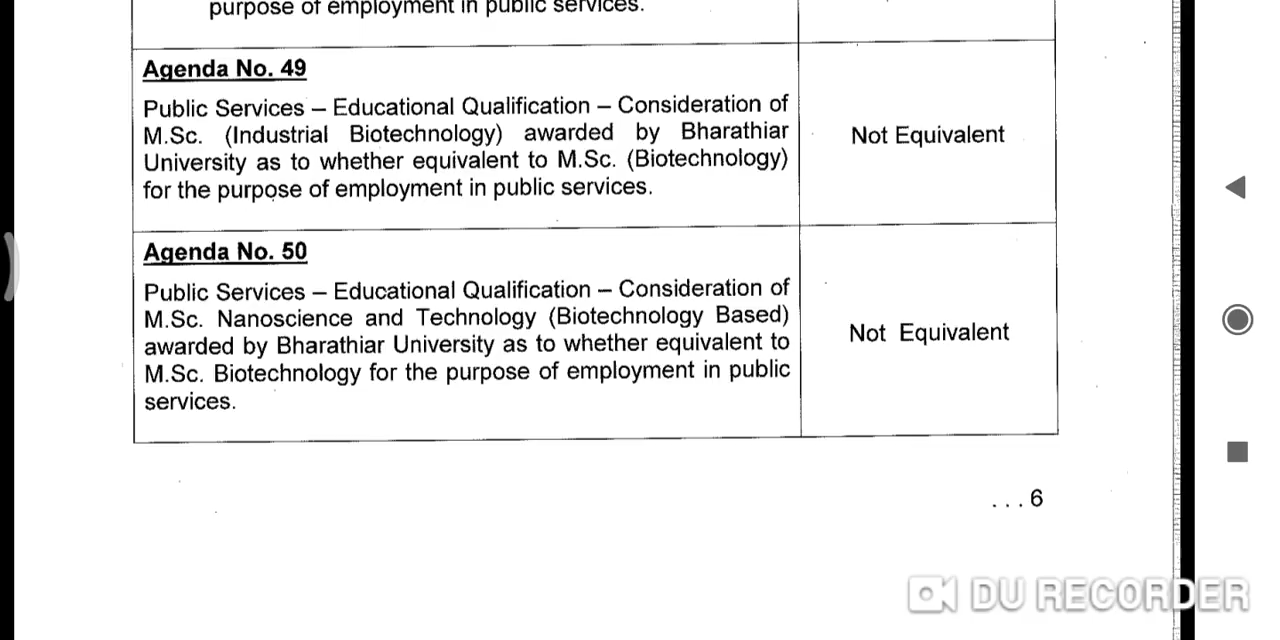 purpose of employment in public services.
Agenda No. 49
Public Services – Educational Qualification – Consideration of
M.Sc. (Industrial Biotechnology) awarded by Bharathiar
University as to whether equivalent to M.Sc. (Biotechnology)
for the purpose of employment in public services.
Not Equivalent
Agenda No. 50
Public Services – Educational Qualification – Consideration of
M.Sc. Nanoscience and Technology (Biotechnology Based)
awarded by Bharathiar University as to whether equivalent to
M.Sc. Biotechnology for the purpose of employment in public
services.
Not Equivalent
. . . 6
DU RECORDER